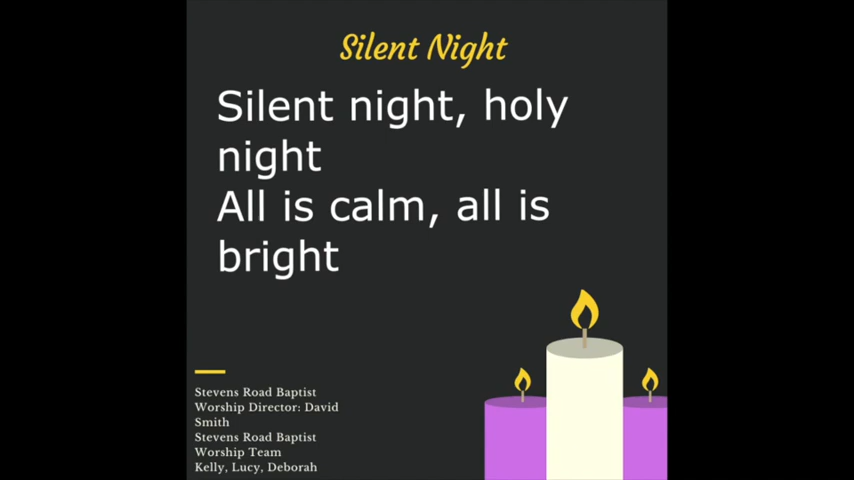 Silent Night
Silent night, holy
night
All is calm, all is
bright
Stevens Road Baptist
Worship Director: David
Smith
Stevens Road Baptist
Worship Team
Kelly, Lucy, Deborah